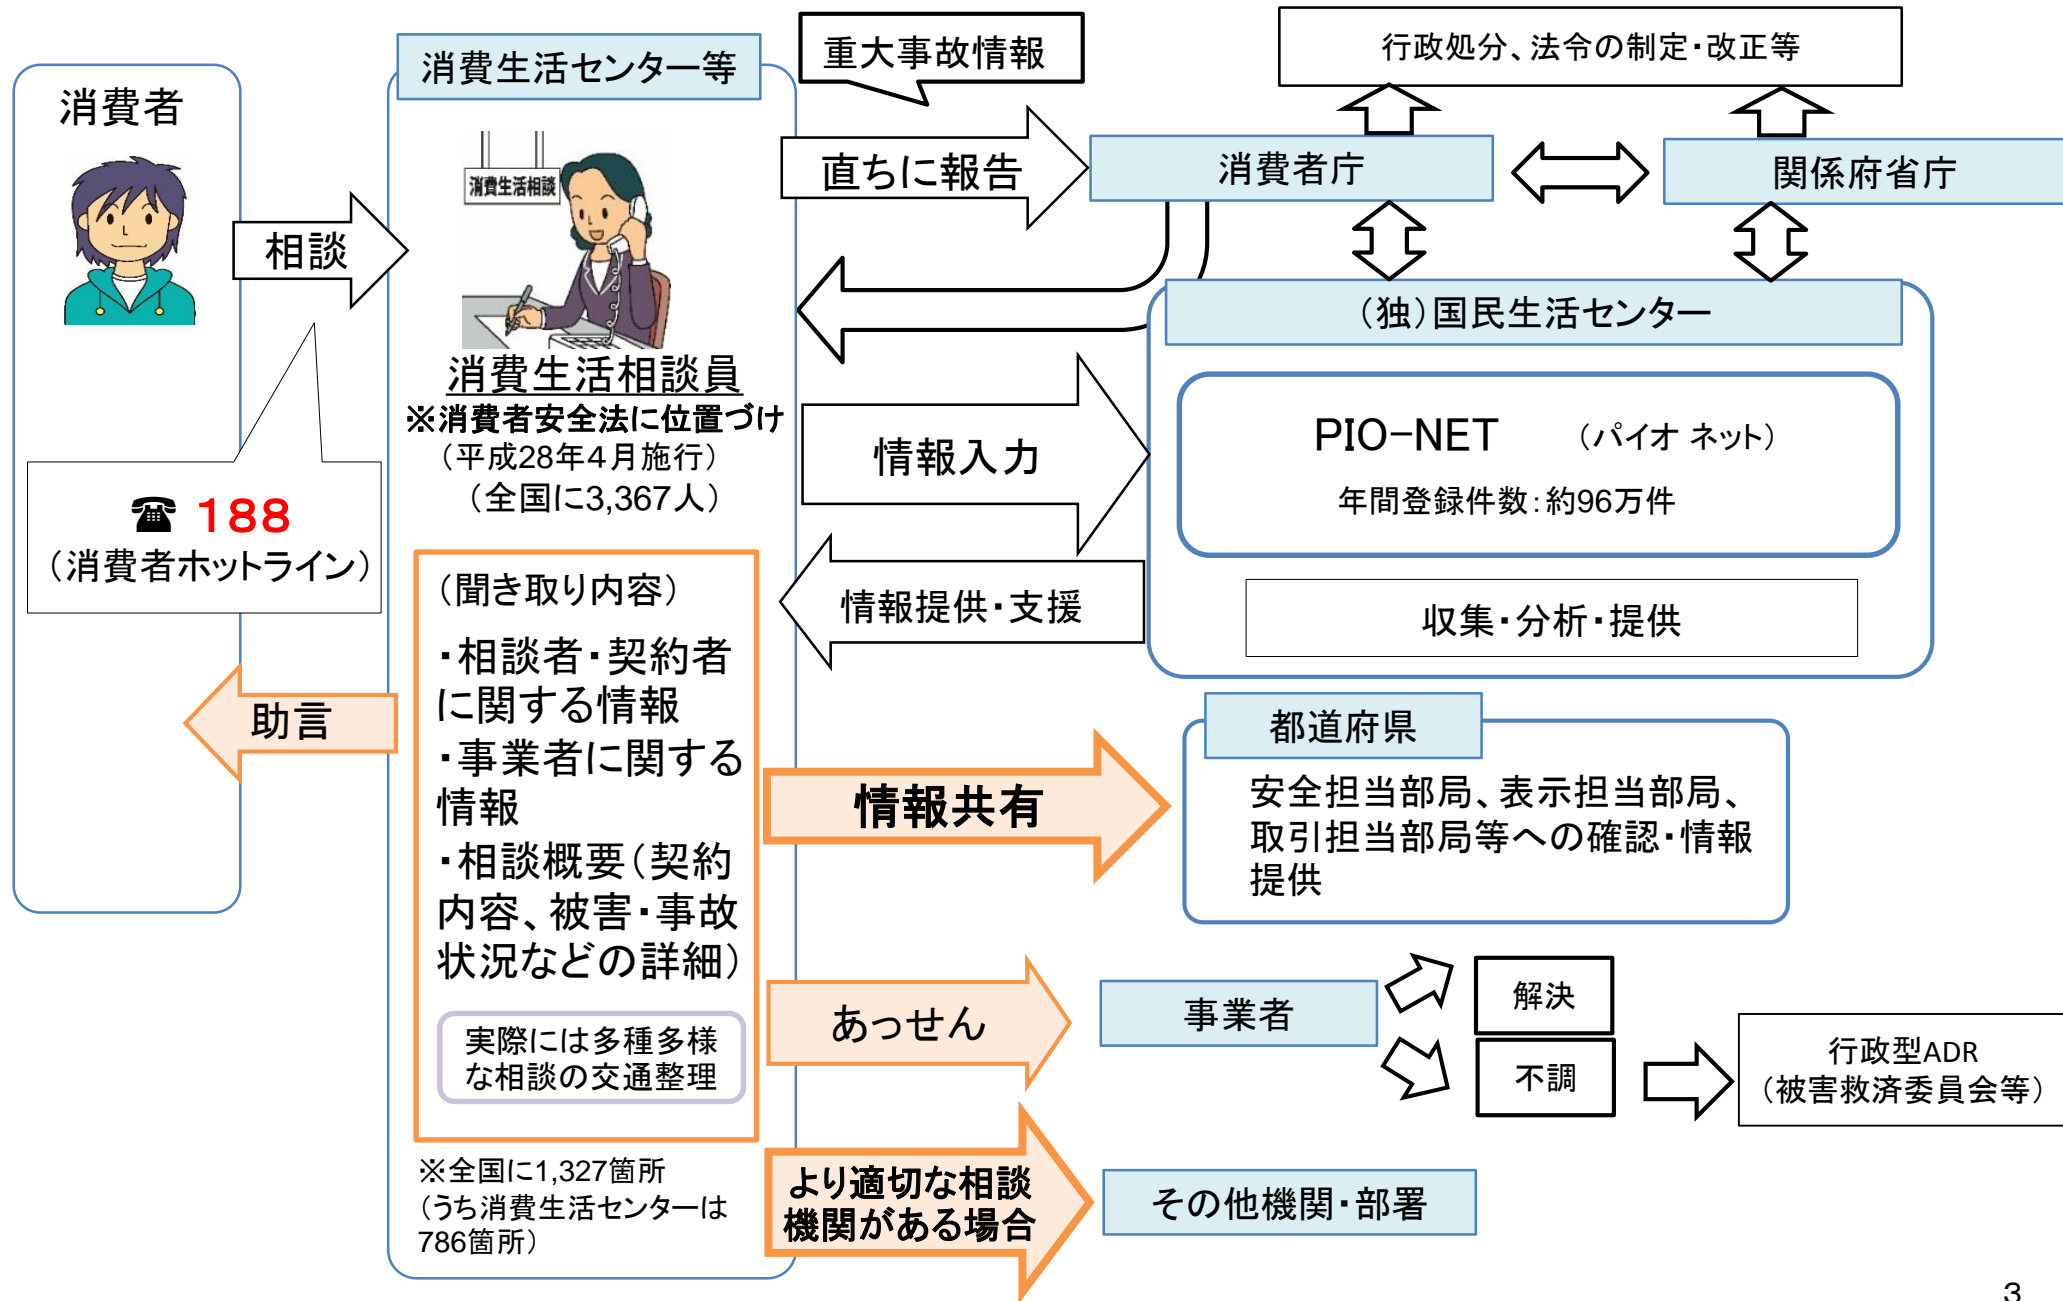 消費者
相談
☎ 188
（消費者ホットライン）
助言
消費生活センター等
消費生活相談
消費生活相談員
※消費者安全法に位置づけ
（平成28年４月施行）
（全国に3,367人）
（聞き取り内容）
・相談者・契約者
に関する情報
・事業者に関する
情報
・相談概要（契約
内容、被害・事故
状況などの詳細）
実際には多種多様
な相談の交通整理
※全国に1,327箇所
（うち消費生活センターは
786箇所）
重大事故情報
直ちに報告
情報入力
情報提供・支援
情報共有
あっせん
より適切な相談
機関がある場合
行政処分、法令の制定・改正等
消費者庁
関係府省庁
（独）国民生活センター
PIO−NET （パイオ ネット）
年間登録件数：約96万件
収集・分析・提供
都道府県
安全担当部局、表示担当部局、
取引担当部局等への確認・情報
提供
事業者
解決
不調
行政型ADR
（被害救済委員会等）
その他機関・部署
3